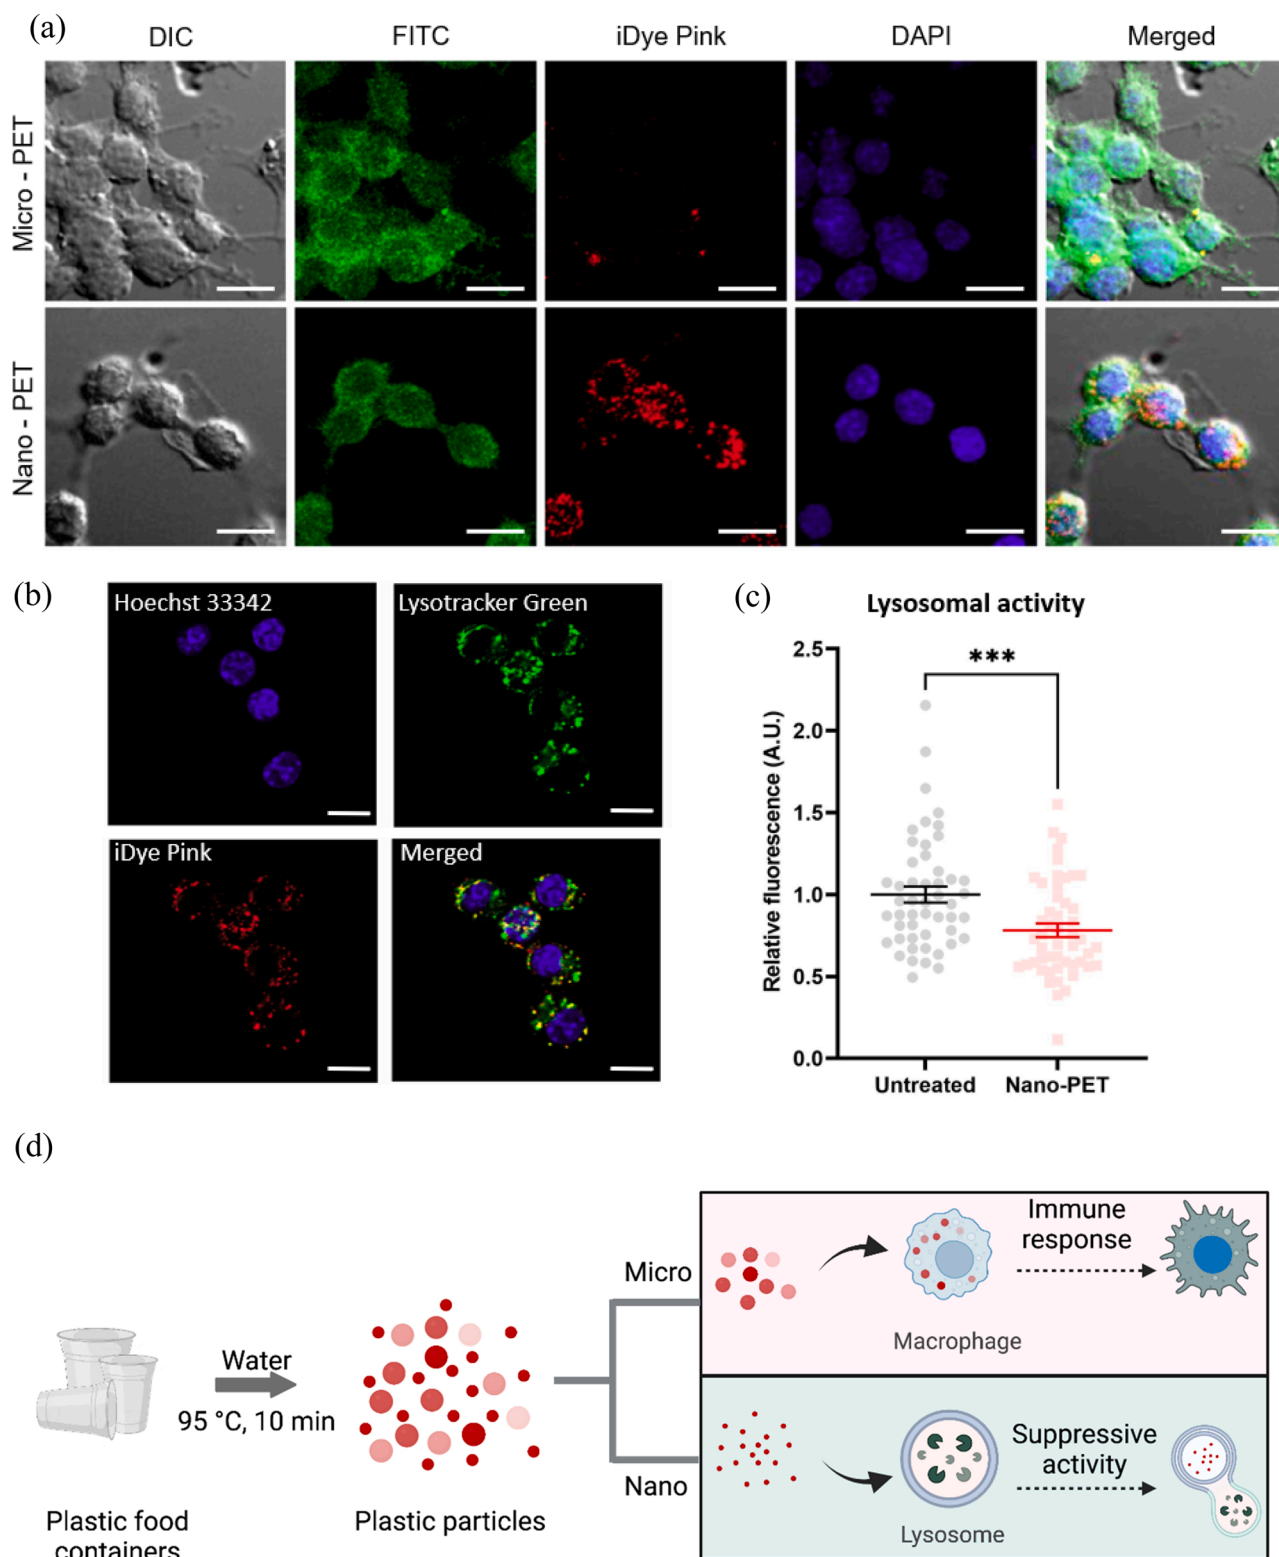 (a)
DIC
FITC
iDye Pink
DAPI
Merged
Micro - PET
Nano - PET
(b)
Hoechst 33342
Lysotracker Green
iDye Pink
Merged
(c)
Lysosomal activity
***
Relative fluorescence (A.U.)
2.5
2.0
1.5
1.0
0.5
0.0
Untreated
Nano-PET
(d)
Plastic food
containers
Water
95 °C, 10 min
Plastic particles
Micro
Nano
Macrophage
Immune
response
Lysosome
Suppressive
activity